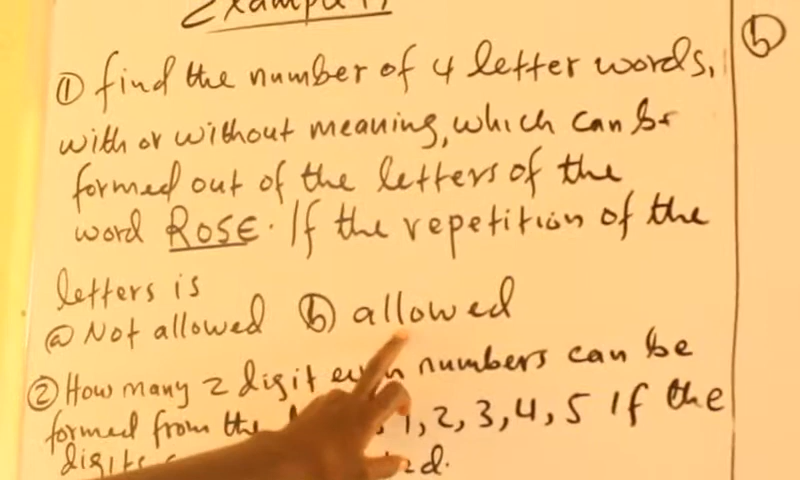 Example
① find the number of 4 letter words,
with or without meaning, which can be
formed out of the letters of the
word ROSE. If the repetition of the
letters is
ⓐ Not allowed ⓑ allowed
② How many 2 digit even numbers can be
formed from the 1, 2, 3, 4, 5 If the
digits
ⓑ